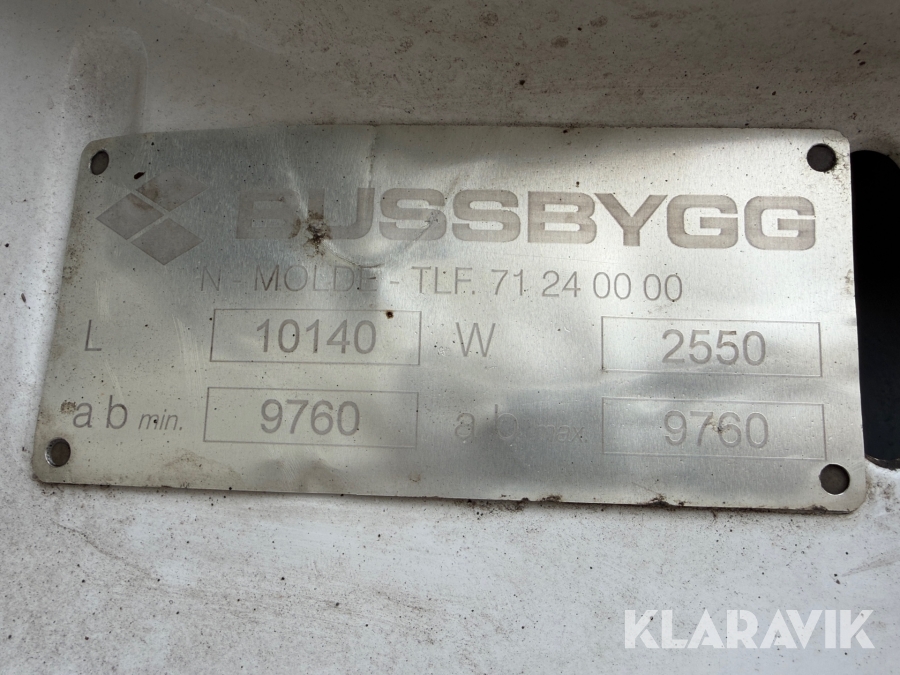 BUSSBYGG
N - MOLDE - TLF. 71 24 00 00
L 10140 W 2550
a b min. 9760 a b max. 9760
KLARAVIK